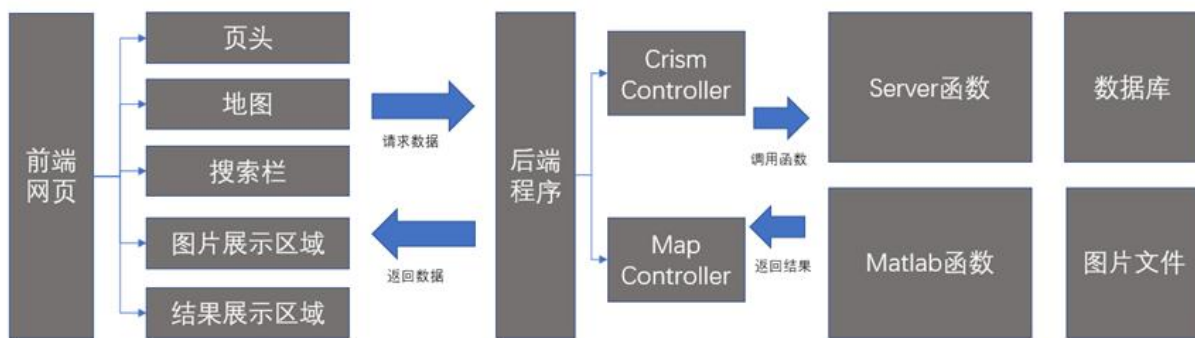 前端
网页
页头
地图
搜索栏
图片展示区域
结果展示区域
请求数据
返回数据
后端
程序
Crism
Controller
Map
Controller
调用函数
返回结果
Server函数
数据库
Matlab函数
图片文件